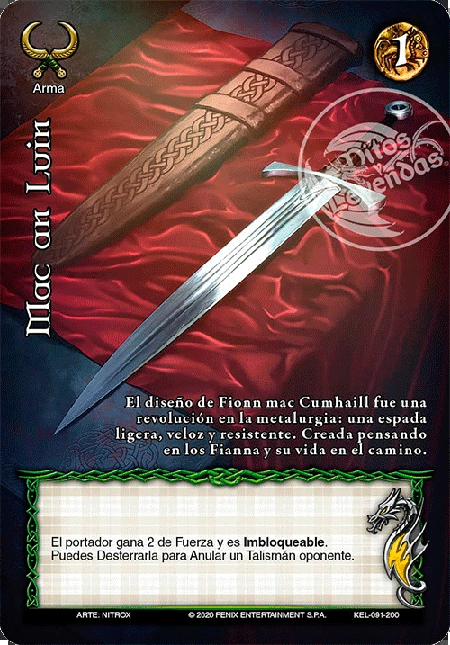 Arma
1
Mac an Luin
Mitos
Leyendas
El diseño de Fionn mac Cumhaill fue una
revolución en la metalurgia: una espada
ligera, veloz y resistente. Creada pensando
en los Fianna y su vida en el camino.
El portador gana 2 de Fuerza y es Imbloqueable.
Puedes Desterrarla para Anular un Talismán oponente.
ARTE: NITROX
© 2020 FENIX ENTERTAINMENT S.P.A.
KEL-091-200